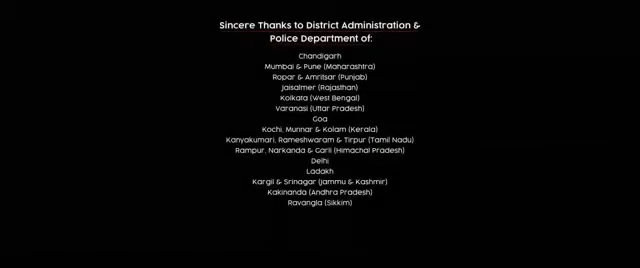 Sincere Thanks to District Administration &
Police Department of:
Chandigarh
Mumbai & Pune (Maharashtra)
Ropar & Amritsar (Punjab)
Jaisalmer (Rajasthan)
Kolkata (West Bengal)
Varanasi (Uttar Pradesh)
Goa
Kochi, Munnar & Kolam (Kerala)
Kanyakumari, Rameshwaram & Tirpur (Tamil Nadu)
Rampur, Narkanda & Garli (Himachal Pradesh)
Delhi
Ladakh
Kargil & Srinagar (Jammu & Kashmir)
Kakinada (Andhra Pradesh)
Ravangla (Sikkim)